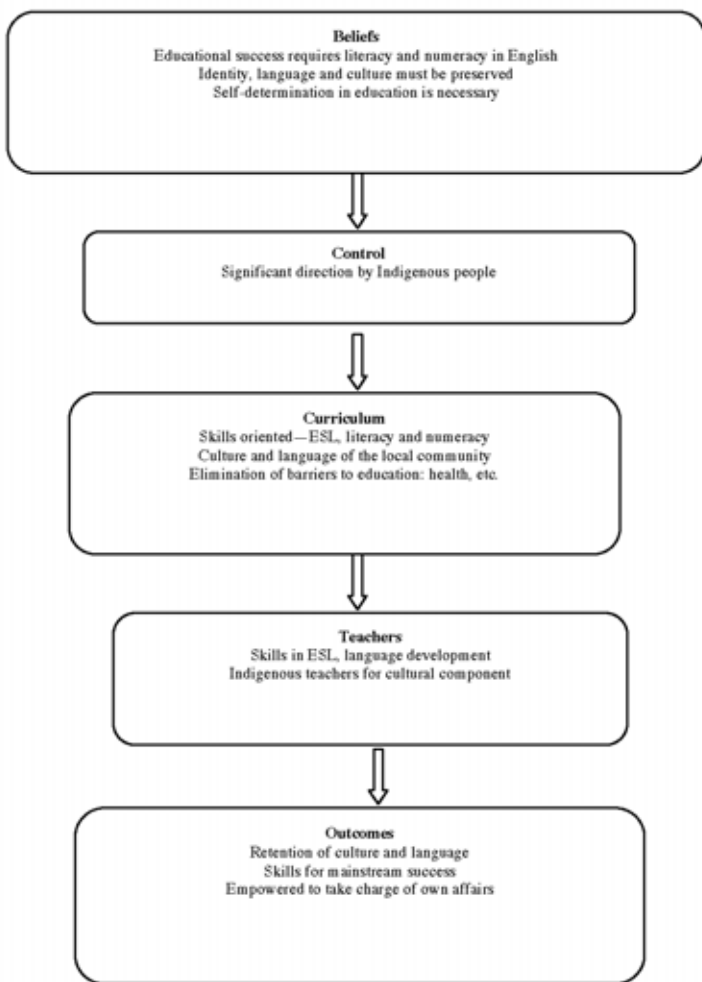 Beliefs
Educational success requires literacy and numeracy in English
Identity, language and culture must be preserved
Self-determination in education is necessary
Control
Significant direction by Indigenous people
Curriculum
Skills oriented—ESL, literacy and numeracy
Culture and language of the local community
Elimination of barriers to education: health, etc.
Teachers
Skills in ESL, language development
Indigenous teachers for cultural component
Outcomes
Retention of culture and language
Skills for mainstream success
Empowered to take charge of own affairs